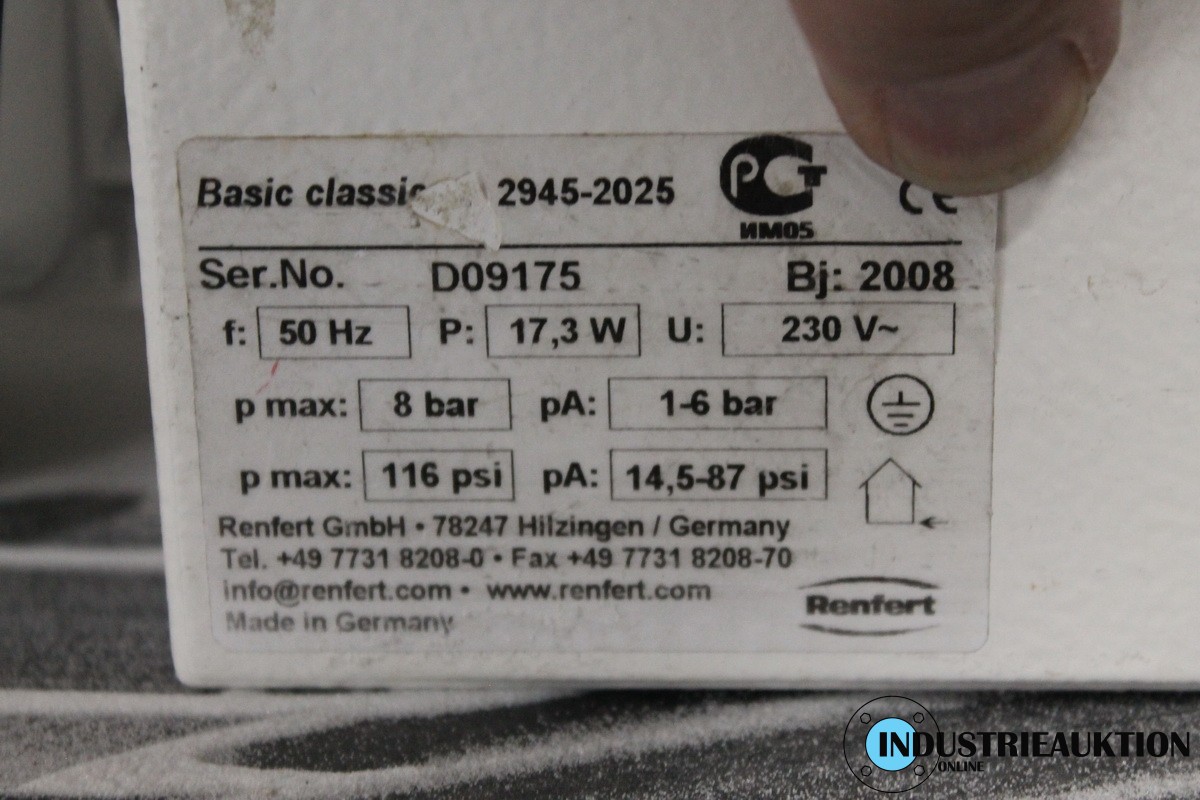 Basic classic 2945-2025 PCT CE
ИМ05
Ser.No. D09175 Bj: 2008
f: 50 Hz P: 17,3 W U: 230 V~
p max: 8 bar pA: 1-6 bar
p max: 116 psi pA: 14,5-87 psi
Renfert GmbH • 78247 Hilzingen / Germany
Tel. +49 7731 8208-0 • Fax +49 7731 8208-70
info@renfert.com • www.renfert.com
Made in Germany
Renfert
INDUSTRIEAUKTION
ONLINE